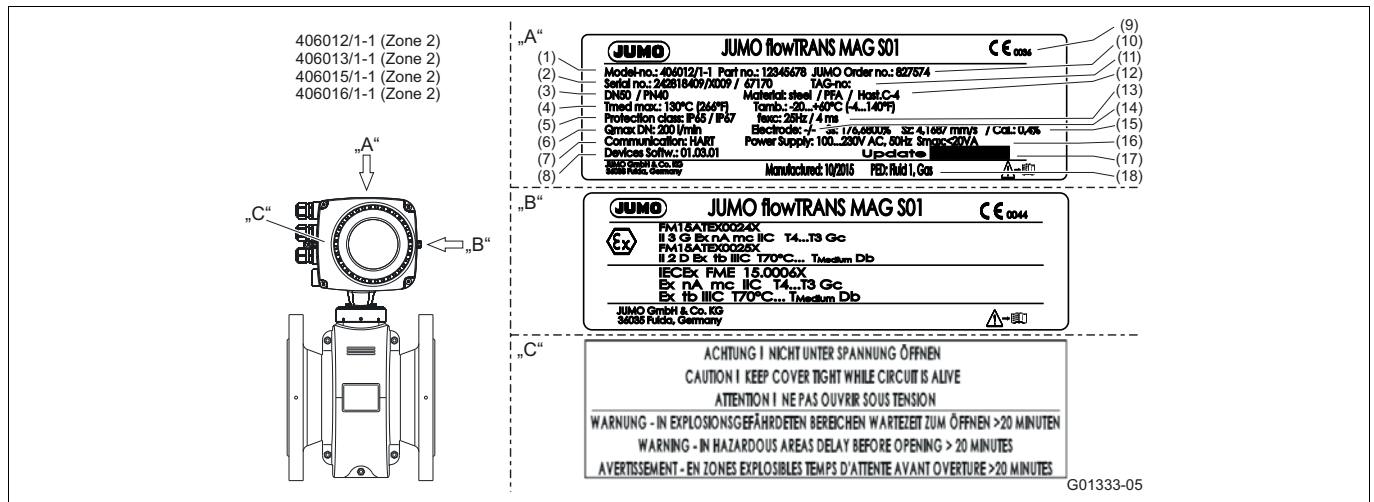 406012/1-1 (Zone 2)
406013/1-1 (Zone 2)
406015/1-1 (Zone 2)
406016/1-1 (Zone 2)
„A“
„C“
„B“
„A“
JUMO
JUMO flowTRANS MAG S01
CE 0036
Model-no.: 406012/1-1 Part no.: 12345678 JUMO Order no.: 827574
Serial no.: 242818409/X009 / 67170 TAG-no:
DN50 / PN40 Material: steel / PFA / Hast.C-4
Tmed max.: 130°C (266°F) Tamb.: -20...+60°C (-4...140°F)
Protection class: IP65 / IP67 fexc: 25Hz / 4 ms
QmaxDN: 200 l/min Electrode: -/- Ss: 176,6800% Sz: 4,1687 mm/s / Cal.: 0,4%
Communication: HART Power Supply: 100...230V AC, 50Hz Smax:<20VA
Devices Softw.: 01.03.01 Update
JUMO GmbH & Co. KG
36035 Fulda, Germany
Manufactured: 10/2015 PED: Fluid 1, Gas
(1)
(2)
(3)
(4)
(5)
(6)
(7)
(8)
(9)
(10)
(11)
(12)
(13)
(14)
(15)
(16)
(17)
(18)
„B“
JUMO
JUMO flowTRANS MAG S01
CE 0044
Ex
FM15ATEX0024X
II 3 G Ex nA mc IIC T4...T3 Gc
FM15ATEX0025X
II 2 D Ex tb IIIC T70°C... TMedium Db
IECEx FME 15.0006X
Ex nA mc IIC T4...T3 Gc
Ex tb IIIC T70°C... TMedium Db
JUMO GmbH & Co. KG
36035 Fulda, Germany
„C“
ACHTUNG ! NICHT UNTER SPANNUNG ÖFFNEN
CAUTION ! KEEP COVER TIGHT WHILE CIRCUIT IS ALIVE
ATTENTION ! NE PAS OUVRIR SOUS TENSION
WARNUNG - IN EXPLOSIONSGEFÄHRDETEN BEREICHEN WARTEZEIT ZUM ÖFFNEN >20 MINUTEN
WARNING - IN HAZARDOUS AREAS DELAY BEFORE OPENING > 20 MINUTES
AVERTISSEMENT - EN ZONES EXPLOSIBLES TEMPS D'ATTENTE AVANT OVERTURE >20 MINUTES
G01333-05